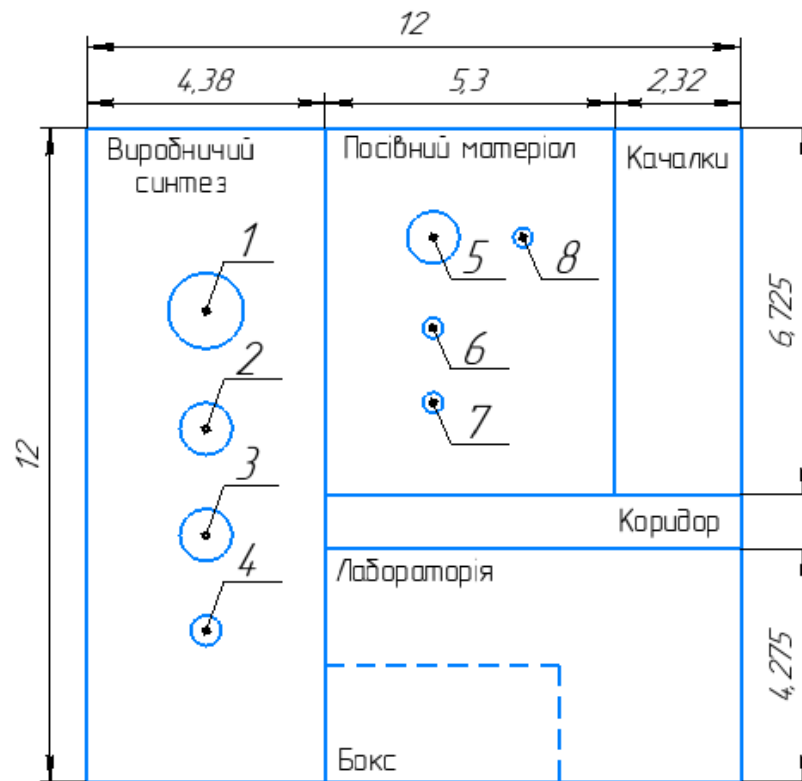 12
4,38
5,3
2,32
Виробничий
синтез
Посівний матеріал
Качалки
1
5
8
6,725
2
6
7
12
3
Коридор
4
Лабораторія
4,275
Бокс